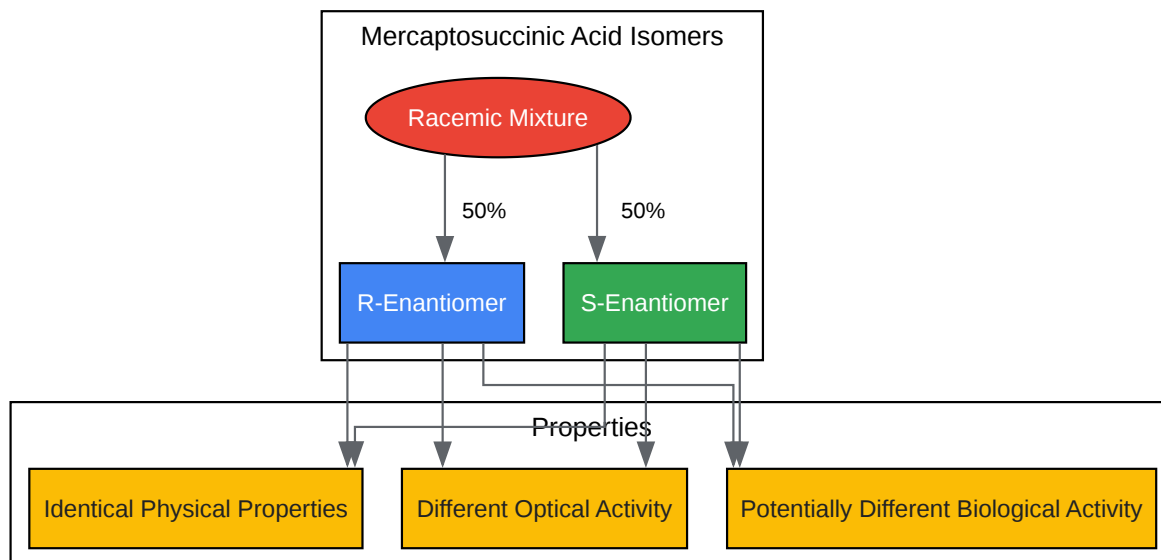 Mercaptosuccinic Acid Isomers
Racemic Mixture
50%
50%
R-Enantiomer
S-Enantiomer
Properties
Identical Physical Properties
Different Optical Activity
Potentially Different Biological Activity